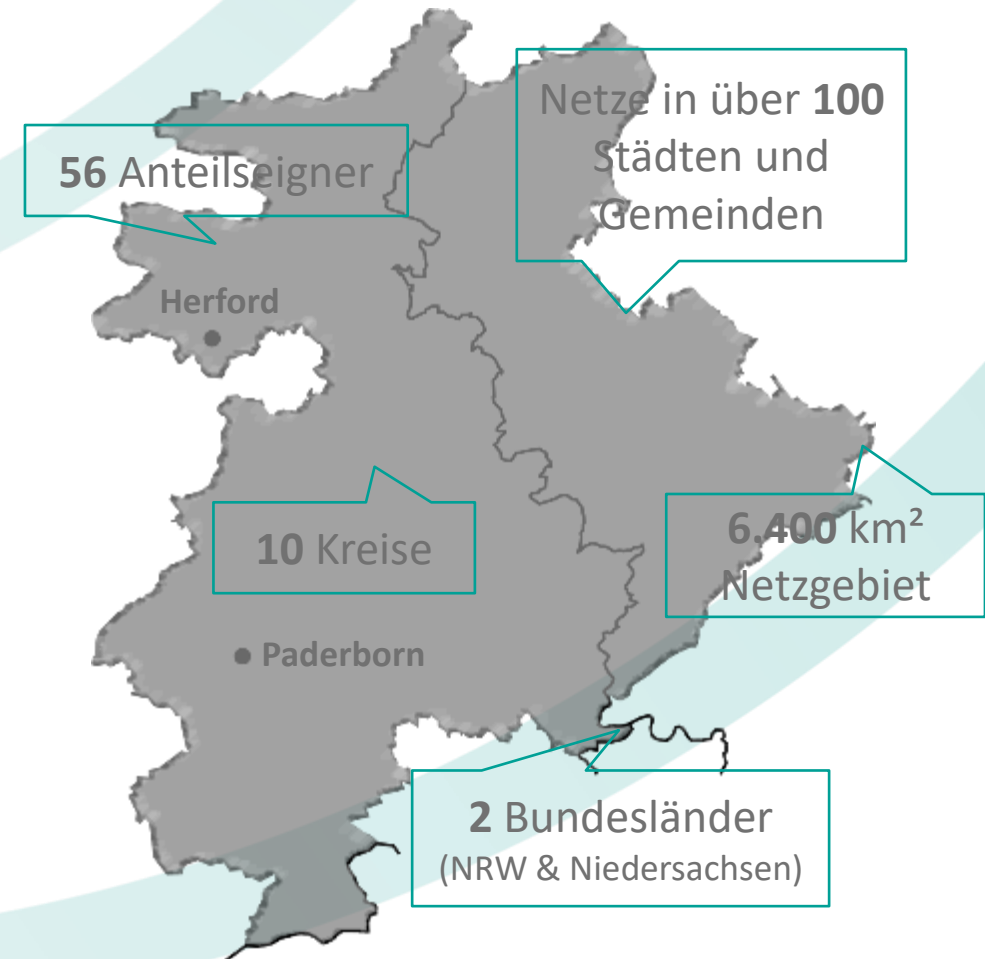 Netze in über 100
Städten und
Gemeinden
56 Anteilseigner
Herford
6.400 km²
Netzgebiet
10 Kreise
Paderborn
2 Bundesländer
(NRW & Niedersachsen)